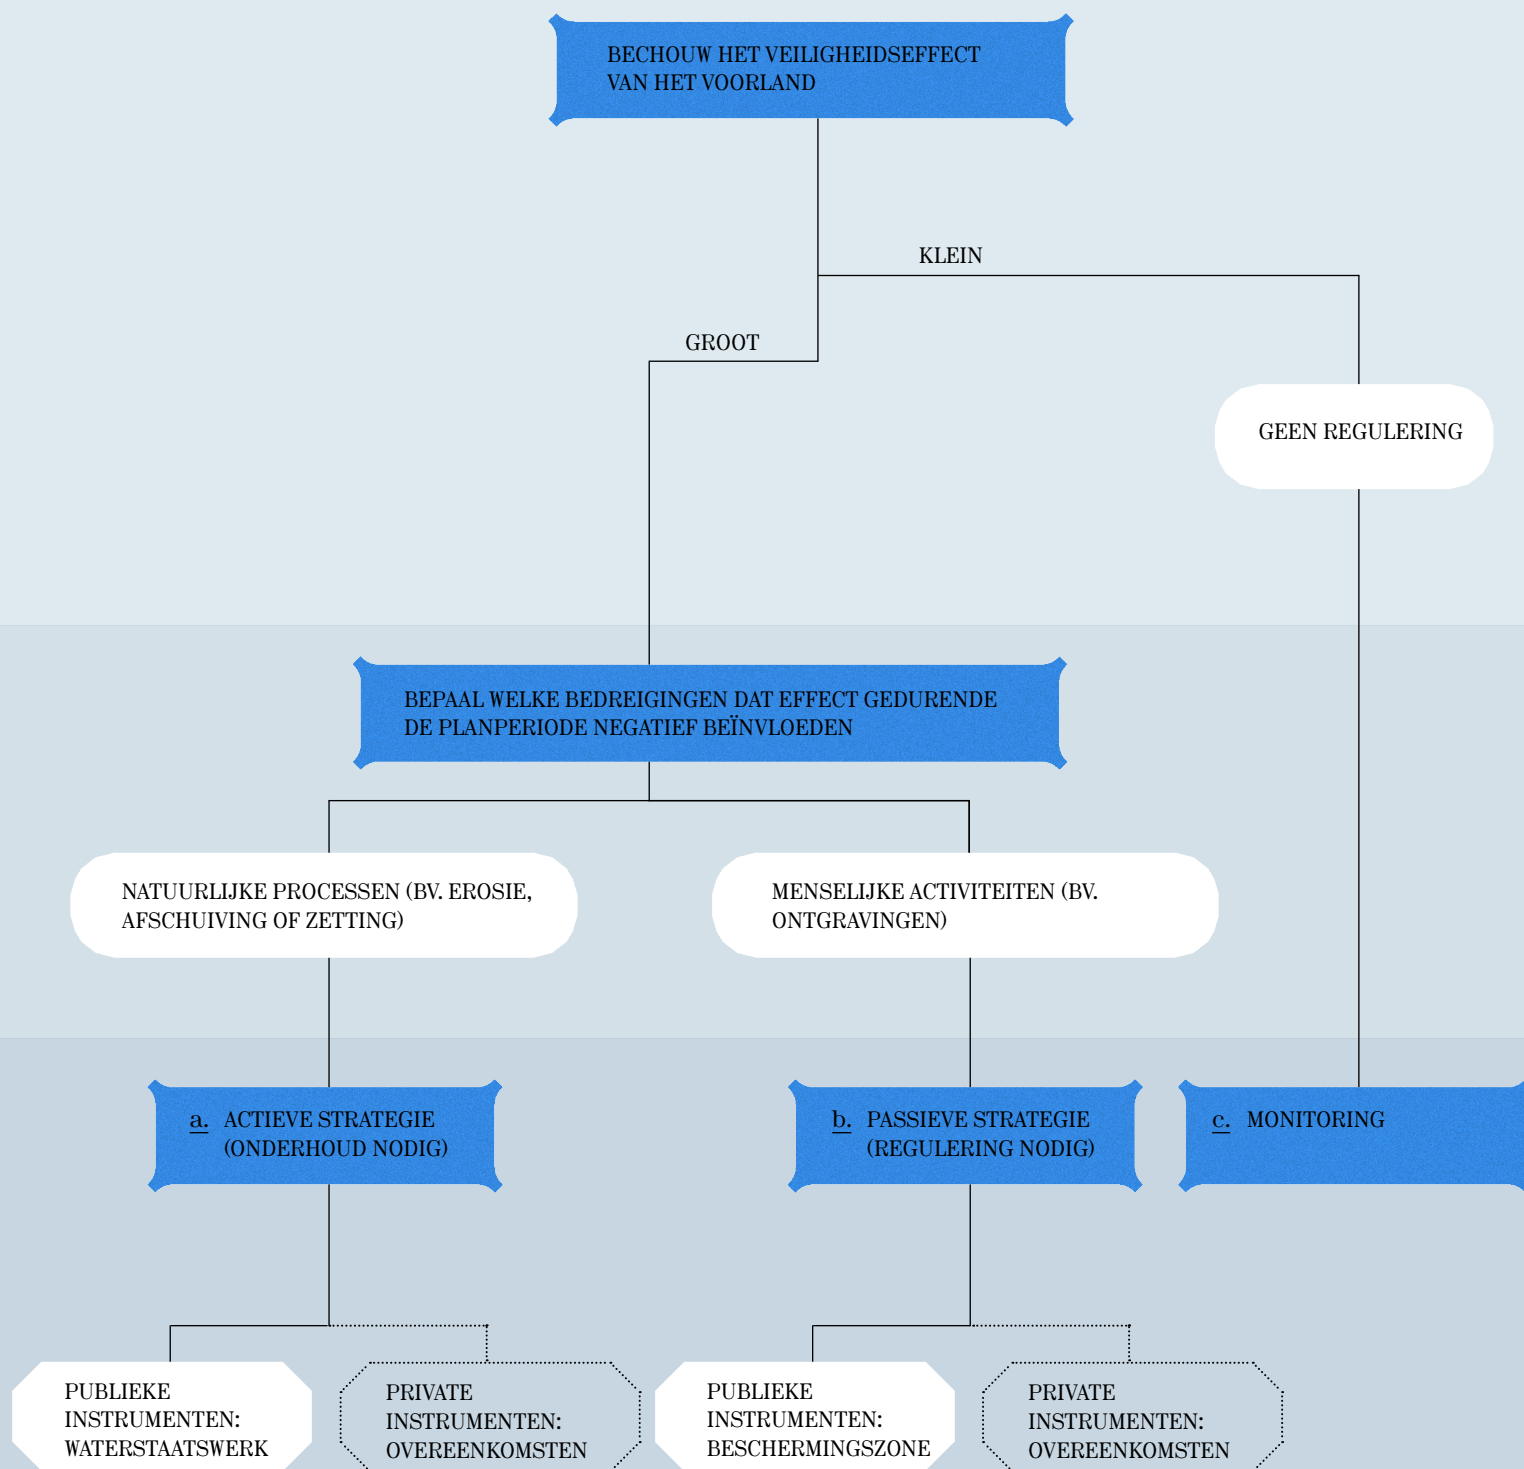 BECHOUW HET VEILIGHEIDSEFFECT
VAN HET VOORLAND
KLEIN
GROOT
GEEN REGULERING
BEPAAL WELKE BEDREIGINGEN DAT EFFECT GEDURENDE
DE PLANPERIODE NEGATIEF BEÏNVLOEDEN
NATUURLIJKE PROCESSEN (BV. EROSIE,
AFSCHUIVING OF ZETTING)
MENSELIJKE ACTIVITEITEN (BV.
ONTGRAVINGEN)
a. ACTIEVE STRATEGIE
(ONDERHOUD NODIG)
b. PASSIEVE STRATEGIE
(REGULERING NODIG)
c. MONITORING
PUBLIEKE
INSTRUMENTEN:
WATERSTAATSWERK
PRIVATE
INSTRUMENTEN:
OVEREENKOMSTEN
PUBLIEKE
INSTRUMENTEN:
BESCHERMINGSZONE
PRIVATE
INSTRUMENTEN:
OVEREENKOMSTEN